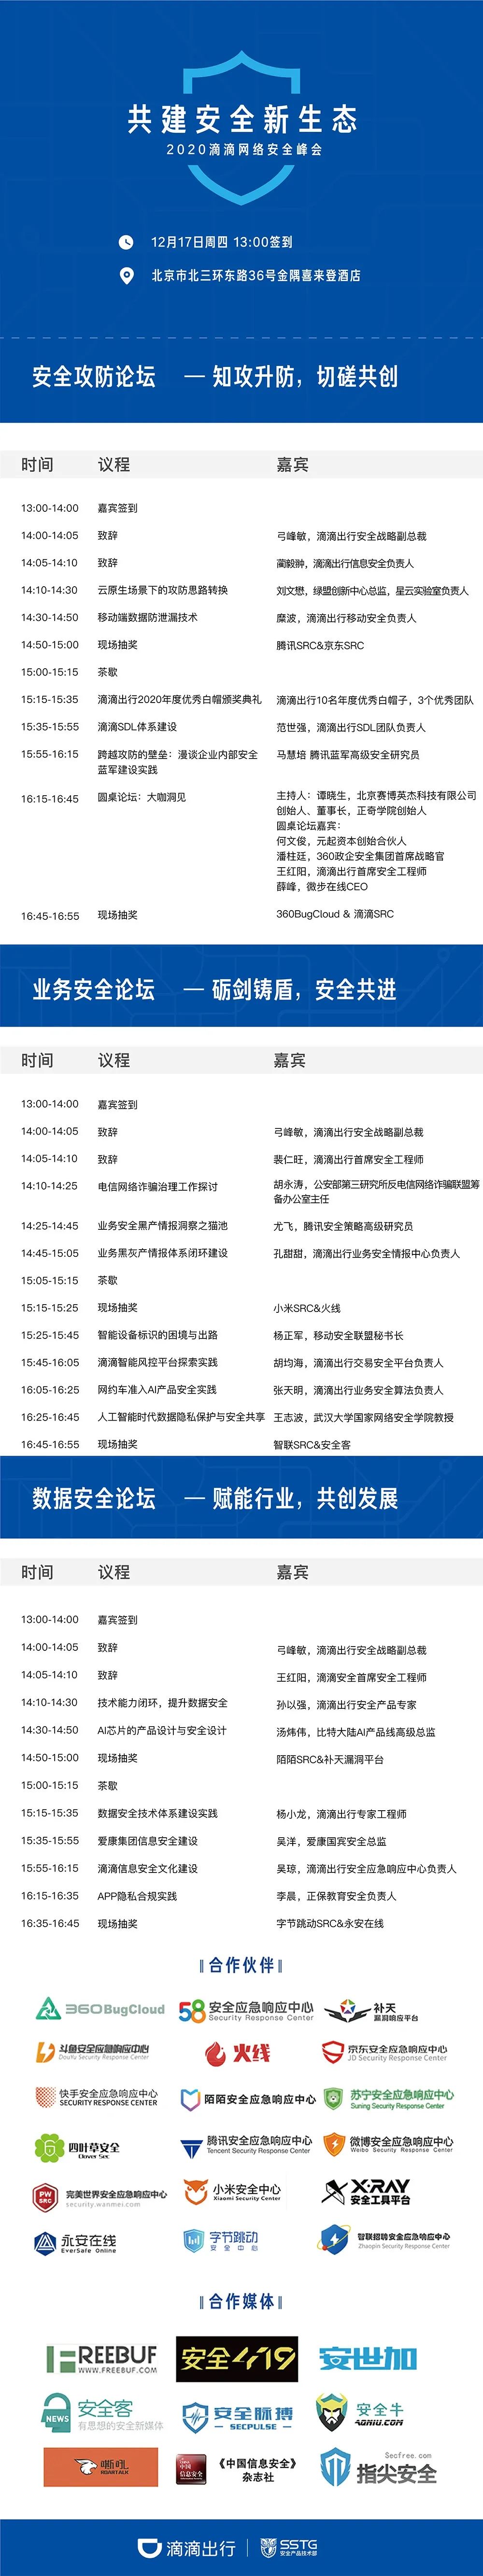 共建安全新生态
2020滴滴网络安全峰会
12月17日周四 13:00签到
北京市北三环东路36号金隅喜来登酒店
安全攻防论坛 — 知攻升防，切磋共创
时间 议程 嘉宾
13:00-14:00 嘉宾签到
14:00-14:05 致辞 弓峰敏，滴滴出行安全战略副总裁
14:05-14:10 致辞 蔺毅翀，滴滴出行信息安全负责人
14:10-14:30 云原生场景下的攻防思路转换 刘文懋，绿盟创新中心总监，星云实验室负责人
14:30-14:50 移动端数据防泄漏技术 糜波，滴滴出行移动安全负责人
14:50-15:00 现场抽奖 腾讯SRC&京东SRC
15:00-15:15 茶歇
15:15-15:35 滴滴出行2020年度优秀白帽颁奖典礼 滴滴出行10名年度优秀白帽子，3个优秀团队
15:35-15:55 滴滴SDL体系建设 范世强，滴滴出行SDL团队负责人
15:55-16:15 跨越攻防的壁垒：漫谈企业内部安全 马慧培 腾讯蓝军高级安全研究员
蓝军建设实践
16:15-16:45 圆桌论坛：大咖洞见 主持人：谭晓生，北京赛博英杰科技有限公司
创始人、董事长，正奇学院创始人
圆桌论坛嘉宾：
何文俊，元起资本创始合伙人
潘柱廷，360政企安全集团首席战略官
王红阳，滴滴出行首席安全工程师
薛峰，微步在线CEO
16:45-16:55 现场抽奖 360BugCloud & 滴滴SRC
业务安全论坛 — 砺剑铸盾，安全共进
时间 议程 嘉宾
13:00-14:00 嘉宾签到
14:00-14:05 致辞 弓峰敏，滴滴出行安全战略副总裁
14:05-14:10 致辞 裴仁旺，滴滴出行首席安全工程师
14:10-14:25 电信网络诈骗治理工作探讨 胡永涛，公安部第三研究所反电信网络诈骗联盟筹
备办公室主任
14:25-14:45 业务安全黑产情报洞察之猫池 尤飞，腾讯安全策略高级研究员
14:45-15:05 业务黑灰产情报体系闭环建设 孔甜甜，滴滴出行业务安全情报中心负责人
15:05-15:15 茶歇
15:15-15:25 现场抽奖 小米SRC&火线
15:25-15:45 智能设备标识的困境与出路 杨正军，移动安全联盟秘书长
15:45-16:05 滴滴智能风控平台探索实践 胡均海，滴滴出行交易安全平台负责人
16:05-16:25 网约车准入AI产品安全实践 张天明，滴滴出行业务安全算法负责人
16:25-16:45 人工智能时代数据隐私保护与安全共享 王志波，武汉大学国家网络安全学院教授
16:45-16:55 现场抽奖 智联SRC&安全客
数据安全论坛 — 赋能行业，共创发展
时间 议程 嘉宾
13:00-14:00 嘉宾签到
14:00-14:05 致辞 弓峰敏，滴滴出行安全战略副总裁
14:05-14:10 致辞 王红阳，滴滴安全首席安全工程师
14:10-14:30 技术能力闭环，提升数据安全 孙以强，滴滴出行安全产品专家
14:30-14:50 AI芯片的产品设计与安全设计 汤炜伟，比特大陆AI产品线高级总监
14:50-15:00 现场抽奖 陌陌SRC&补天漏洞平台
15:00-15:15 茶歇
15:15-15:35 数据安全技术体系建设实践 杨小龙，滴滴出行专家工程师
15:35-15:55 爱康集团信息安全建设 吴洋，爱康国宾安全总监
15:55-16:15 滴滴信息安全文化建设 吴琼，滴滴出行安全应急响应中心负责人
16:15-16:35 APP隐私合规实践 李晨，正保教育安全负责人
16:35-16:45 现场抽奖 字节跳动SRC&永安在线
合作伙伴
360BugCloud 58安全应急响应中心 补天
Security Response Center 漏洞响应平台
斗鱼安全应急响应中心 火线 京东安全应急响应中心
DouYu Security Response Center JD Security Response Center
快手安全应急响应中心 陌陌安全应急响应中心 苏宁安全应急响应中心
SECURITY RESPONSE CENTER Suning Security Response Center
四叶草安全 腾讯安全应急响应中心 微博安全应急响应中心
Clover Sec Tencent Security Response Center Weibo Security Response Center
PW SRC 完美世界安全应急响应中心 小米安全中心 X-RAY
security.wanmei.com Xiaomi Security Center 安全工具平台
永安在线 字节跳动 智联招聘安全应急响应中心
EverSafe Online 安全中心 Zhaopin Security Response Center
合作媒体
FREEBUF 安全419 安世加
WWW.FREEBUF.COM
NEWS 安全客 安全脉搏 安全牛
有思想的安全新媒体 SECPULSE AQNIU.COM
嘶吼 中国信息安全 《中国信息安全》 Secfree.com
ROARTALK 杂志社 指尖安全
滴滴出行 SSTG
安全产品技术部